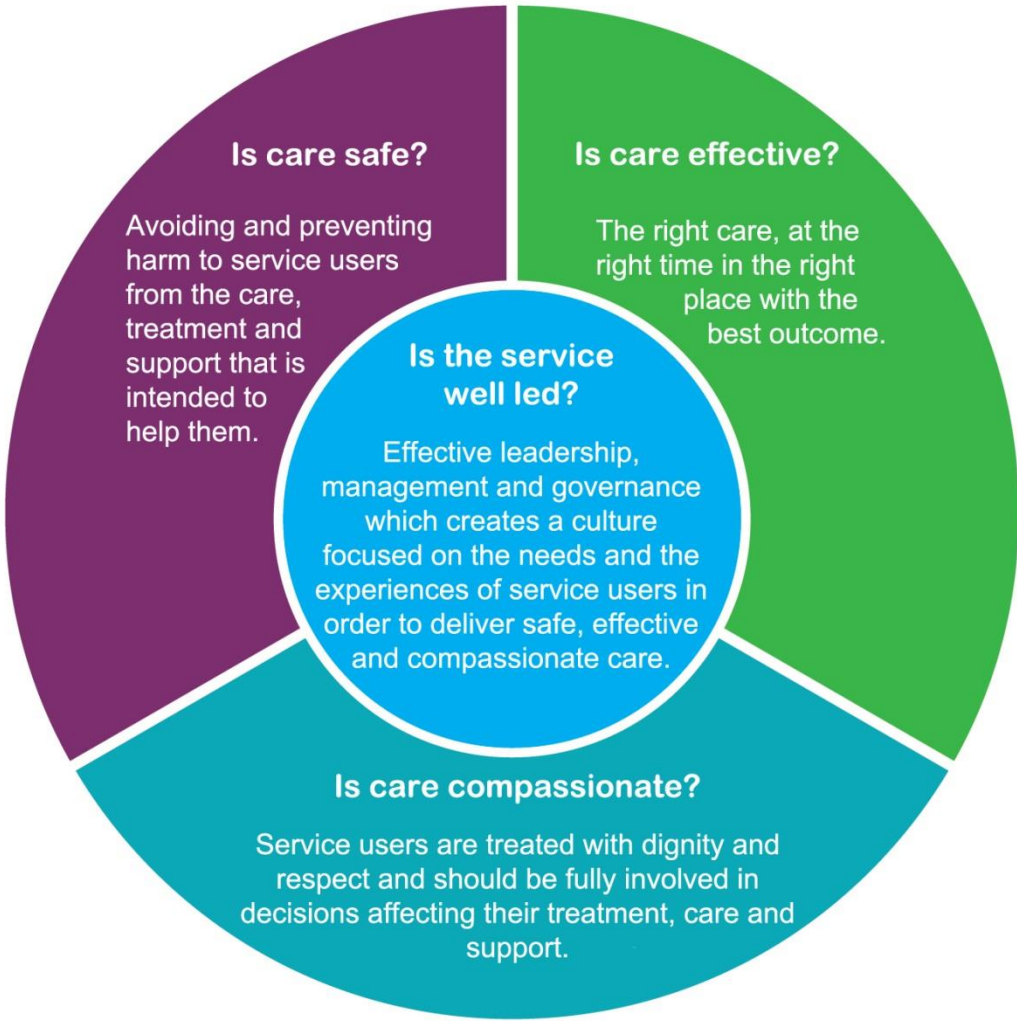 Is care safe?
Avoiding and preventing
harm to service users
from the care,
treatment and
support that is
intended to
help them.
Is care effective?
The right care, at the
right time in the right
place with the
best outcome.
Is the service
well led?
Effective leadership,
management and governance
which creates a culture
focused on the needs and the
experiences of service users in
order to deliver safe, effective
and compassionate care.
Is care compassionate?
Service users are treated with dignity and
respect and should be fully involved in
decisions affecting their treatment, care and
support.